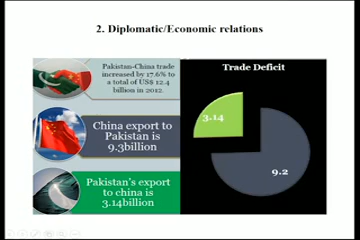 2. Diplomatic/Economic relations
Pakistan-China trade
increased by 17.6% to
a total of US$ 12.4
billion in 2012.
China export to
Pakistan is
9.3billion
Pakistan's export
to china is
3.14billion
Trade Deficit
3.14
9.2